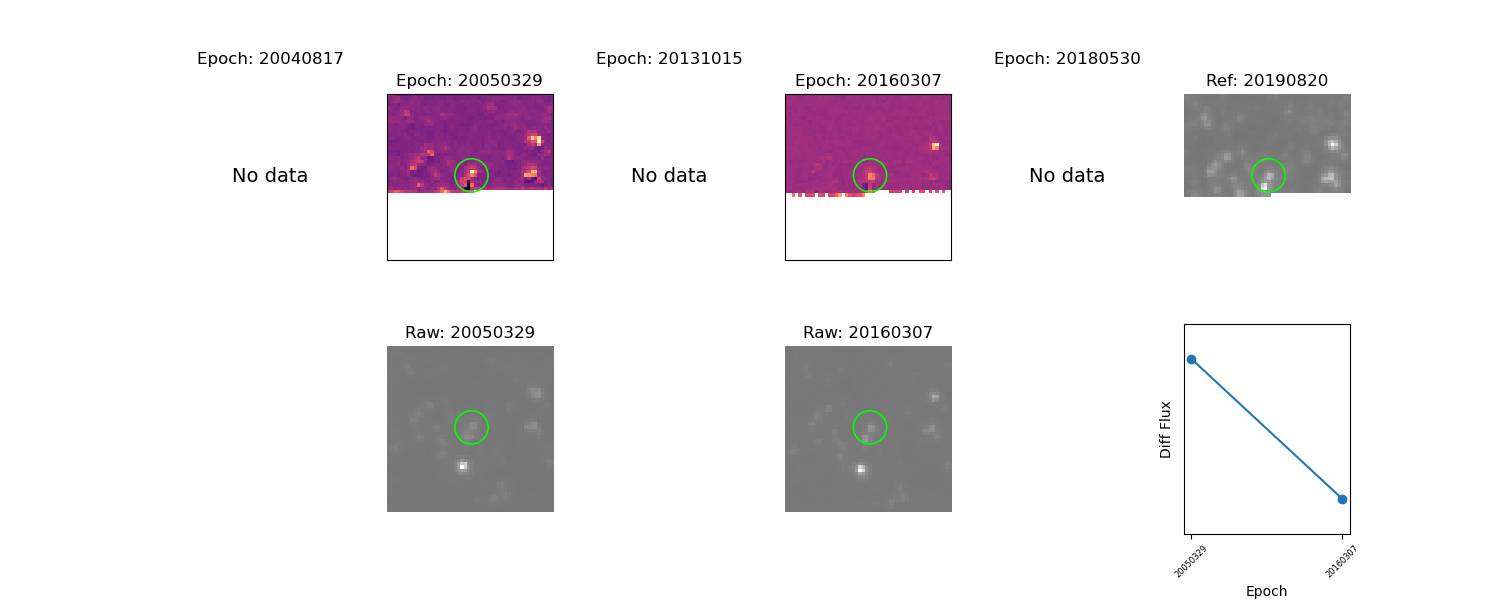 Epoch: 20040817
Epoch: 20131015
Epoch: 20180530
Epoch: 20050329
Epoch: 20160307
Ref: 20190820
No data
No data
No data
Raw: 20050329
Raw: 20160307
Diff Flux
20050329
20160307
Epoch